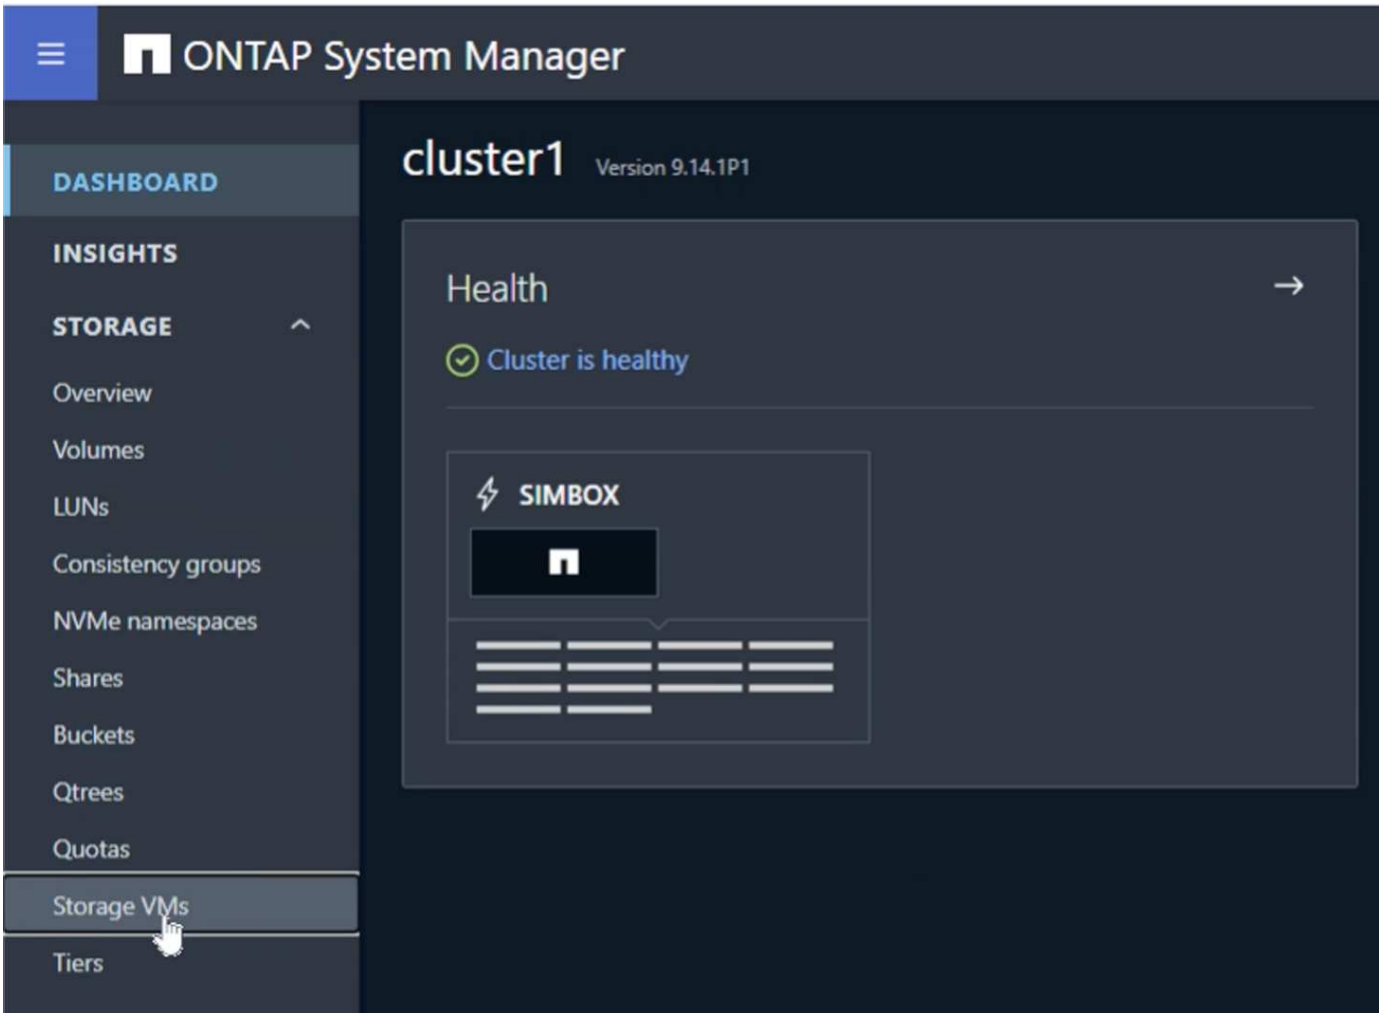 ONTAP System Manager
DASHBOARD
INSIGHTS
STORAGE
Overview
Volumes
LUNs
Consistency groups
NVMe namespaces
Shares
Buckets
Qtrees
Quotas
Storage VMs
Tiers
cluster1 Version 9.14.1P1
Health
Cluster is healthy
SIMBOX